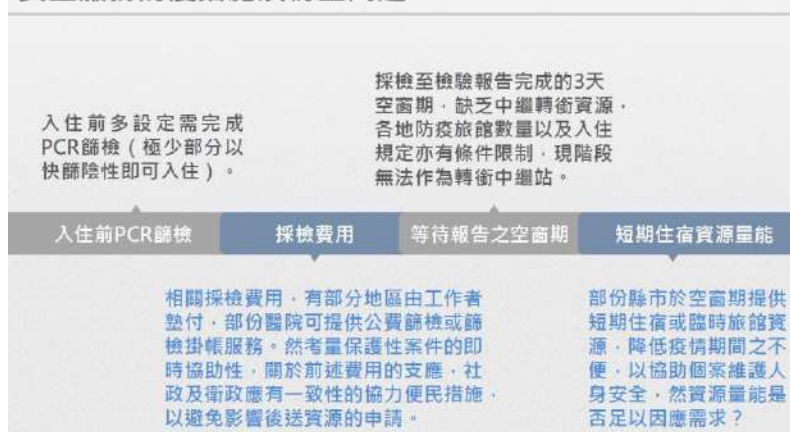 採檢至檢驗報告完成的3天
空窗期，缺乏中繼轉銜資源，
各地防疫旅館數量以及入住
規定亦有條件限制，現階段
無法作為轉銜中繼站。
入住前多設定需完成
PCR篩檢（極少部分以
快篩陰性即可入住）。
入住前PCR篩檢
採檢費用
等待報告之空窗期
短期住宿資源量能
相關採檢費用，有部分地區由工作者
墊付，部份醫院可提供公費篩檢或篩
檢掛帳服務。然考量保護性案件的即
時協助性，關於前述費用的支應，社
政及衛政應有一致性的協力便民措施，
以避免影響後送資源的申請。
部份縣市於空窗期提供
短期住宿或臨時旅館資
源，降低疫情期間之不
便，以協助個案維護人
身安全，然資源量能是
否足以因應需求？